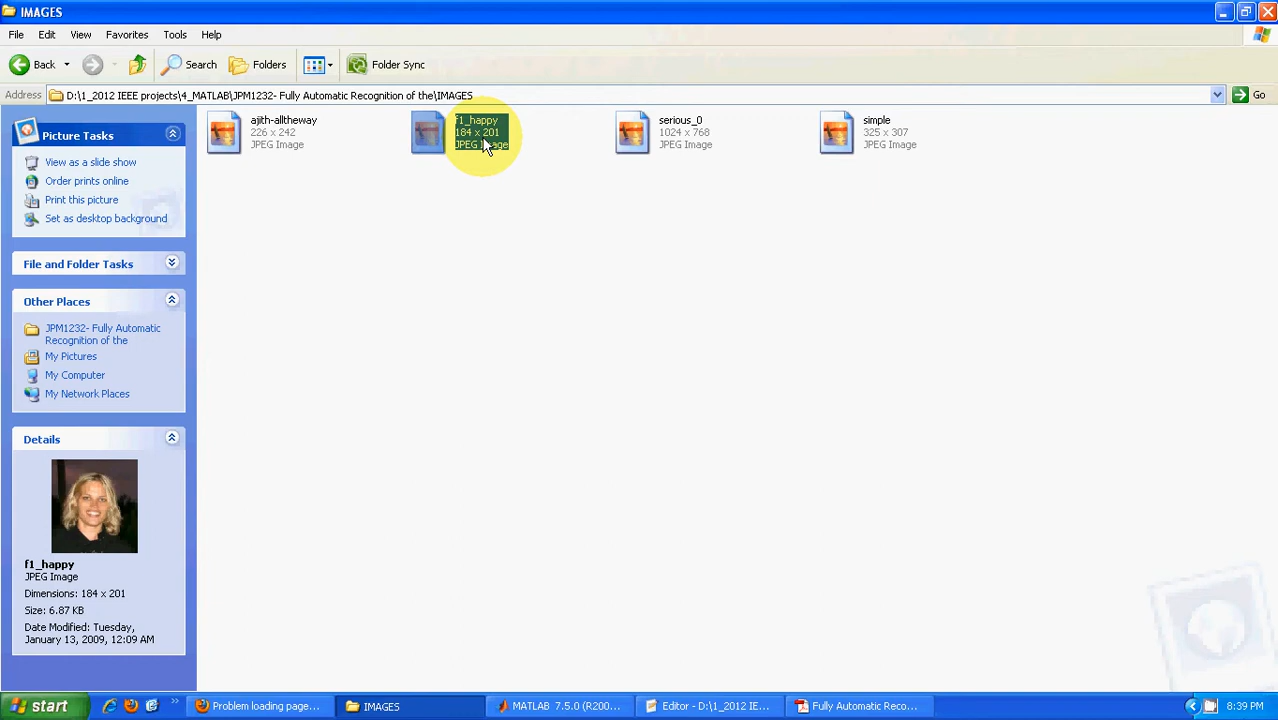 IMAGES
File Edit View Favorites Tools Help
Back Search Folders Folder Sync
Address D:\1_2012 IEEE projects\4_MATLAB\JPM1232- Fully Automatic Recognition of the\IMAGES Go
Picture Tasks
View as a slide show
Order prints online
Print this picture
Set as desktop background
File and Folder Tasks
Other Places
JPM1232- Fully Automatic
Recognition of the
My Pictures
My Computer
My Network Places
Details
f1_happy
JPEG Image
Dimensions: 184 x 201
Size: 6.87 KB
Date Modified: Tuesday,
January 13, 2009, 12:09 AM
ajith-alltheway
226 x 242
JPEG Image
f1_happy
184 x 201
JPEG Image
serious_0
1024 x 768
JPEG Image
simple
325 x 307
JPEG Image
start Problem loading page... IMAGES MATLAB 7.5.0 (R200... Editor - D:\1_2012 IE... Fully Automatic Reco... 8:39 PM